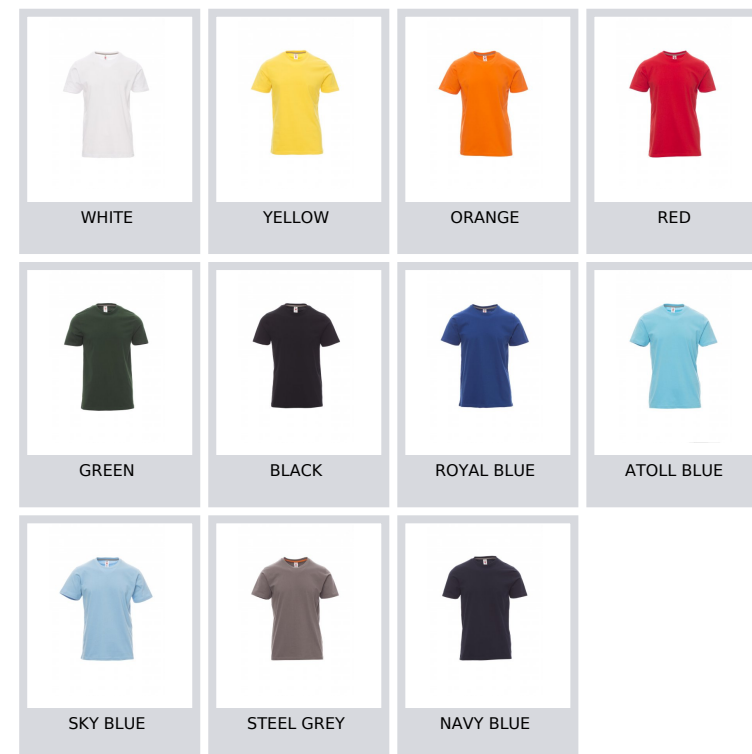 WHITE
YELLOW
ORANGE
RED
GREEN
BLACK
ROYAL BLUE
ATOLL BLUE
SKY BLUE
STEEL GREY
NAVY BLUE